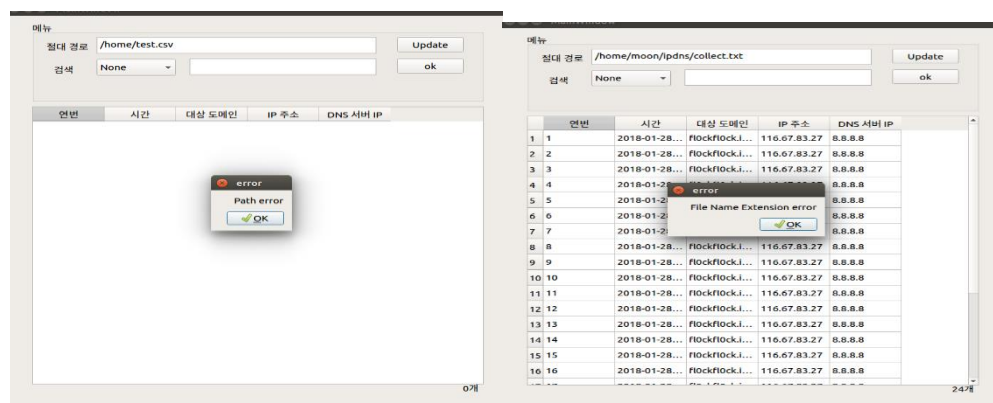 메뉴
절대 경로 /home/test.csv Update
검색 None ok
연번 시간 대상 도메인 IP 주소 DNS 서버 IP
error
Path error
OK
0개
메뉴
절대 경로 /home/moon/ipdns/collect.txt Update
검색 None ok
연번 시간 대상 도메인 IP 주소 DNS 서버 IP
1 1 2018-01-28... fl0ckfl0ck.i... 116.67.83.27 8.8.8.8
2 2 2018-01-28... fl0ckfl0ck.i... 116.67.83.27 8.8.8.8
3 3 2018-01-28... fl0ckfl0ck.i... 116.67.83.27 8.8.8.8
4 4 2018-01-2 8.8.8.8
5 5 2018-01-2 8.8.8.8
6 6 2018-01-2 8.8.8.8
7 7 2018-01-2 8.8.8.8
error
File Name Extension error
OK
8 8 2018-01-28... fl0ckfl0ck.i... 116.67.83.27 8.8.8.8
9 9 2018-01-28... fl0ckfl0ck.i... 116.67.83.27 8.8.8.8
10 10 2018-01-28... fl0ckfl0ck.i... 116.67.83.27 8.8.8.8
11 11 2018-01-28... fl0ckfl0ck.i... 116.67.83.27 8.8.8.8
12 12 2018-01-28... fl0ckfl0ck.i... 116.67.83.27 8.8.8.8
13 13 2018-01-28... fl0ckfl0ck.i... 116.67.83.27 8.8.8.8
14 14 2018-01-28... fl0ckfl0ck.i... 116.67.83.27 8.8.8.8
15 15 2018-01-28... fl0ckfl0ck.i... 116.67.83.27 8.8.8.8
16 16 2018-01-28... fl0ckfl0ck.i... 116.67.83.27 8.8.8.8
24개